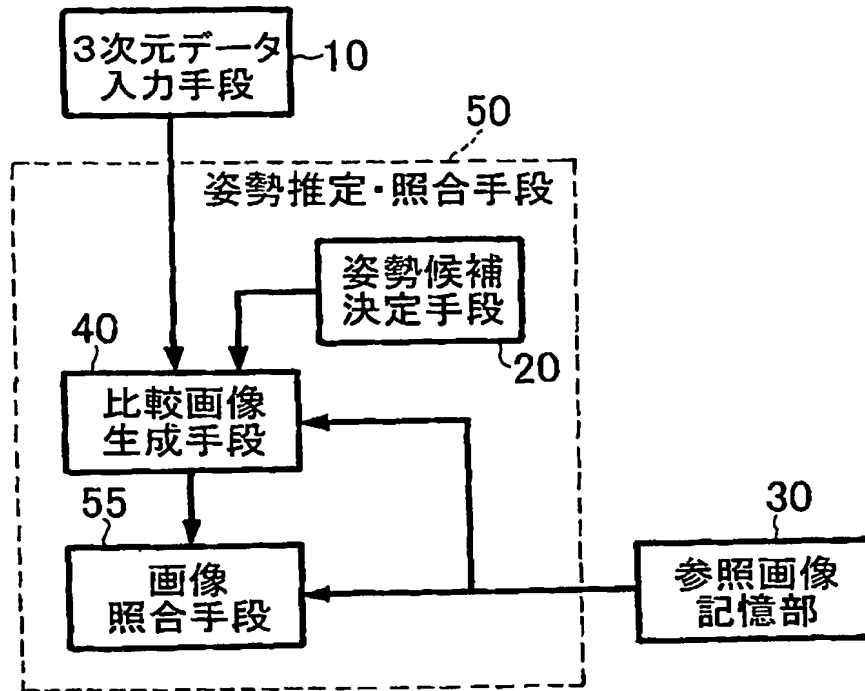 3次元データ
入力手段
10
50
姿勢推定・照合手段
姿勢候補
決定手段
20
40
比較画像
生成手段
55
画像
照合手段
30
参照画像
記憶部